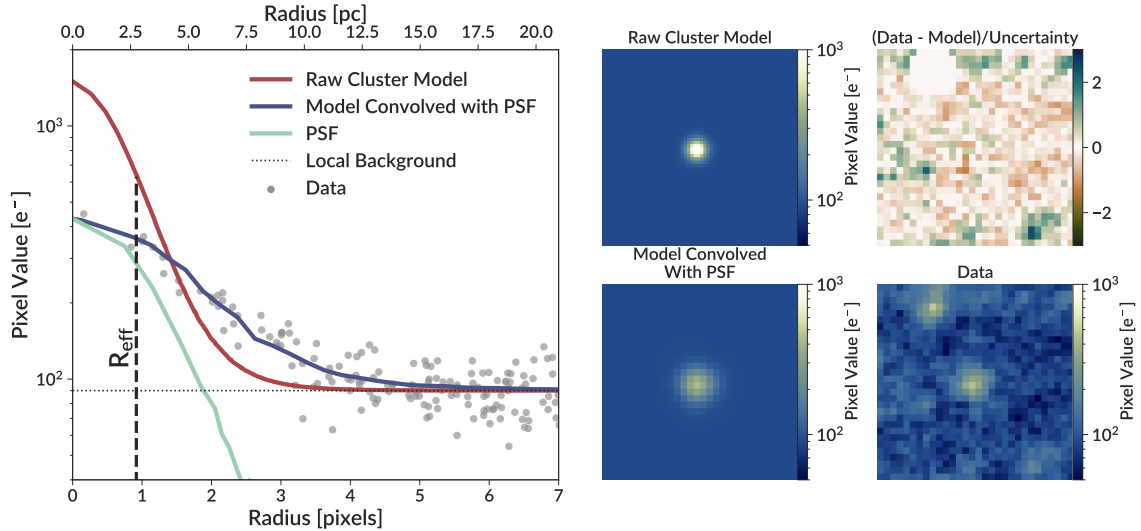 Radius [pc]
0.0 2.5 5.0 7.5 10.0 12.5 15.0 17.5 20.0
Raw Cluster Model
Model Convolved with PSF
PSF
Local Background
Data
R_eff
Pixel Value [e⁻]
10³
10²
0 1 2 3 4 5 6 7
Radius [pixels]
Raw Cluster Model
10³
10²
Pixel Value [e⁻]
(Data - Model)/Uncertainty
2
0
−2
Model Convolved
With PSF
10³
10²
Pixel Value [e⁻]
Data
10³
10²
Pixel Value [e⁻]